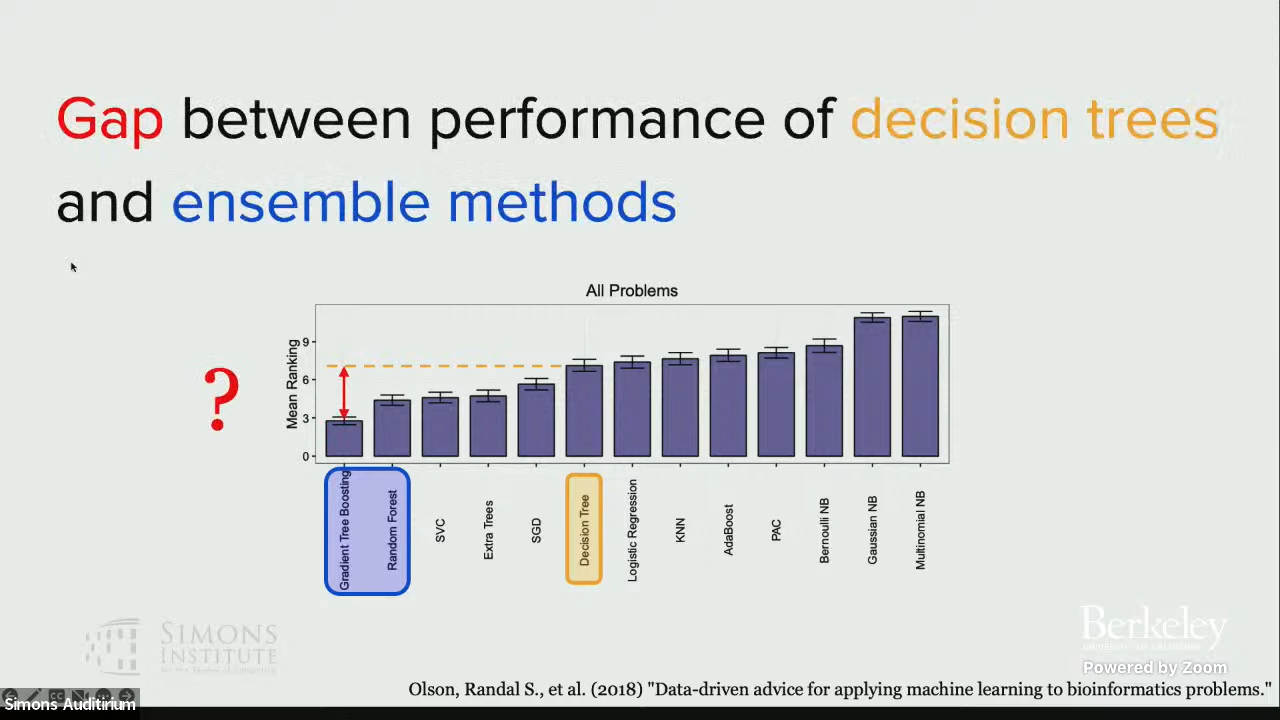 Gap between performance of decision trees
and ensemble methods
All Problems
Mean Ranking
9
6
3
0
?
Gradient Tree Boosting
Random Forest
SVC
Extra Trees
SGD
Decision Tree
Logistic Regression
KNN
AdaBoost
PAC
Bernoulli NB
Gaussian NB
Multinomial NB
SIMONS
INSTITUTE
Berkeley
Powered by Zoom
Olson, Randal S., et al. (2018) "Data-driven advice for applying machine learning to bioinformatics problems."
Simons Auditirium